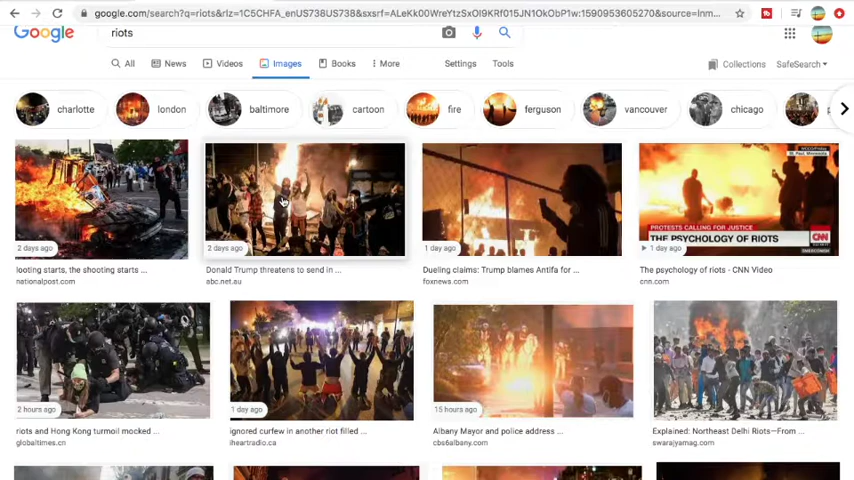 google.com/search?q=riots&rlz=1C5CHFA_enUS738US738&sxsrf=ALeKk00WreYtzSxOI9KRf015JN1OkObP1w:1590953605270&source=lnm...
Google
riots
All News Videos Images Books More Settings Tools Collections SafeSearch
charlotte london baltimore cartoon fire ferguson vancouver chicago
2 days ago
2 days ago
1 day ago
1 day ago
PROTESTS CALLING FOR JUSTICE
THE PSYCHOLOGY OF RIOTS
CNN
looting starts, the shooting starts ...
nationalpost.com
Donald Trump threatens to send in ...
abc.net.au
Dueling claims: Trump blames Antifa for ...
foxnews.com
The psychology of riots - CNN Video
cnn.com
2 hours ago
1 day ago
15 hours ago
riots and Hong Kong turmoil mocked ...
globaltimes.cn
ignored curfew in another riot filled ...
iheartradio.ca
Albany Mayor and police address ...
cbs6albany.com
Explained: Northeast Delhi Riots—From ...
swarajyamag.com